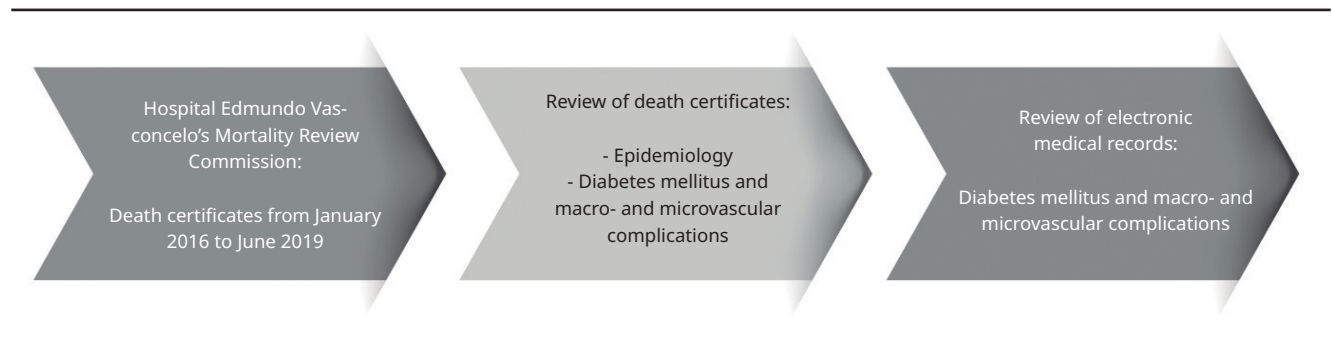 Hospital Edmundo Vas-
concelo’s Mortality Review
Commission:
Death certificates from January
2016 to June 2019
Review of death certificates:
- Epidemiology
- Diabetes mellitus and
macro- and microvascular
complications
Review of electronic
medical records:
Diabetes mellitus and macro- and
microvascular complications